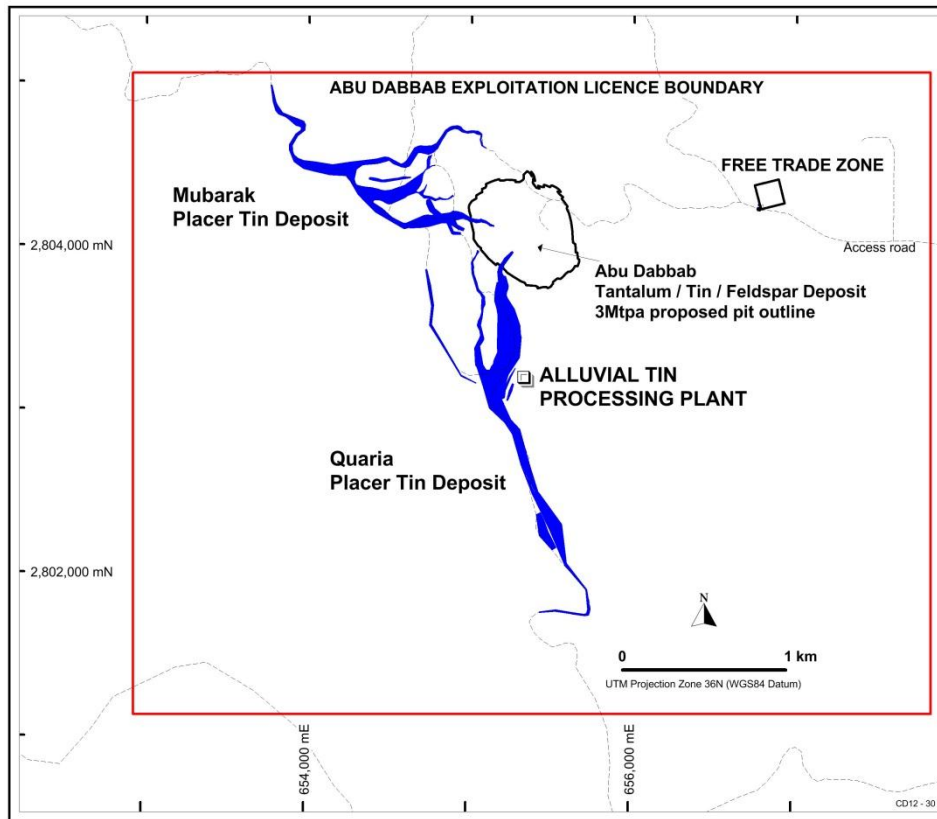 ABU DABBAB EXPLOITATION LICENCE BOUNDARY
FREE TRADE ZONE
Mubarak
Placer Tin Deposit
2,804,000 mN
Access road
Abu Dabbab
Tantalum / Tin / Feldspar Deposit
3Mtpa proposed pit outline
ALLUVIAL TIN
PROCESSING PLANT
Quaria
Placer Tin Deposit
2,802,000 mN
N
0 1 km
UTM Projection Zone 36N (WGS84 Datum)
654,000 mE
656,000 mE
CD12 - 30